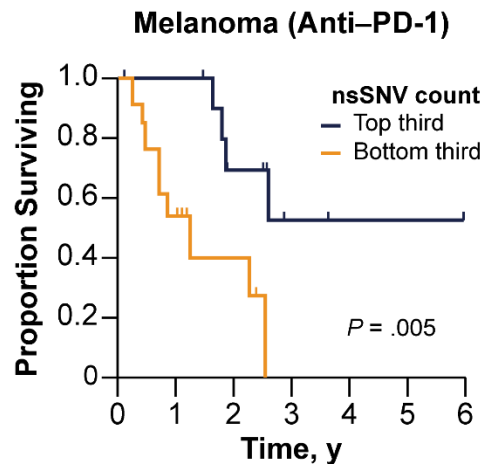 Melanoma (Anti–PD-1)
nsSNV count
Top third
Bottom third
Proportion Surviving
1.0
0.8
0.6
0.4
0.2
0
P = .005
0 1 2 3 4 5 6
Time, y